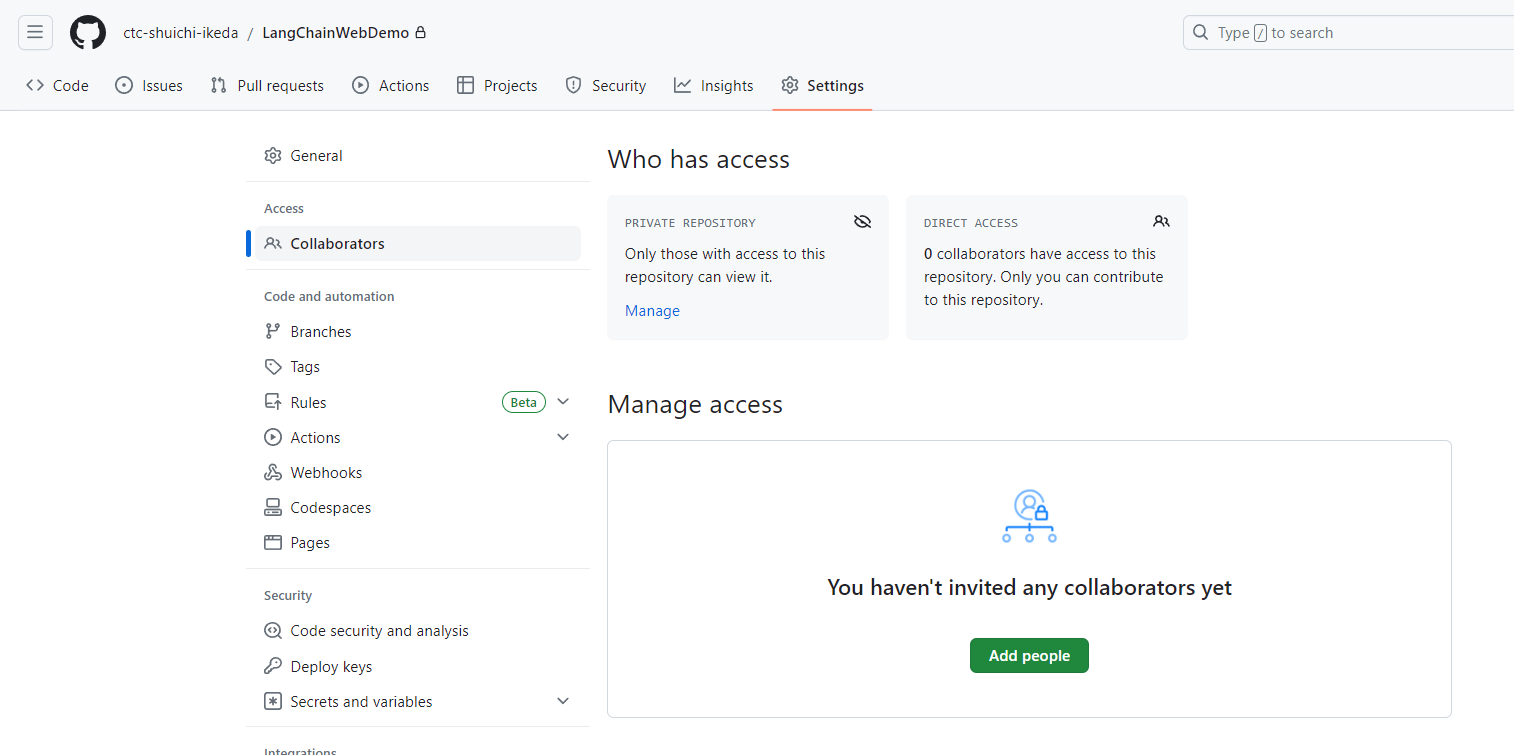 ctc-shuichi-ikeda / LangChainWebDemo
Type / to search
Code Issues Pull requests Actions Projects Security Insights Settings
General
Access
Collaborators
Code and automation
Branches
Tags
Rules Beta
Actions
Webhooks
Codespaces
Pages
Security
Code security and analysis
Deploy keys
Secrets and variables
Integrations
Who has access
PRIVATE REPOSITORY
Only those with access to this
repository can view it.
Manage
DIRECT ACCESS
0 collaborators have access to this
repository. Only you can contribute
to this repository.
Manage access
You haven't invited any collaborators yet
Add people